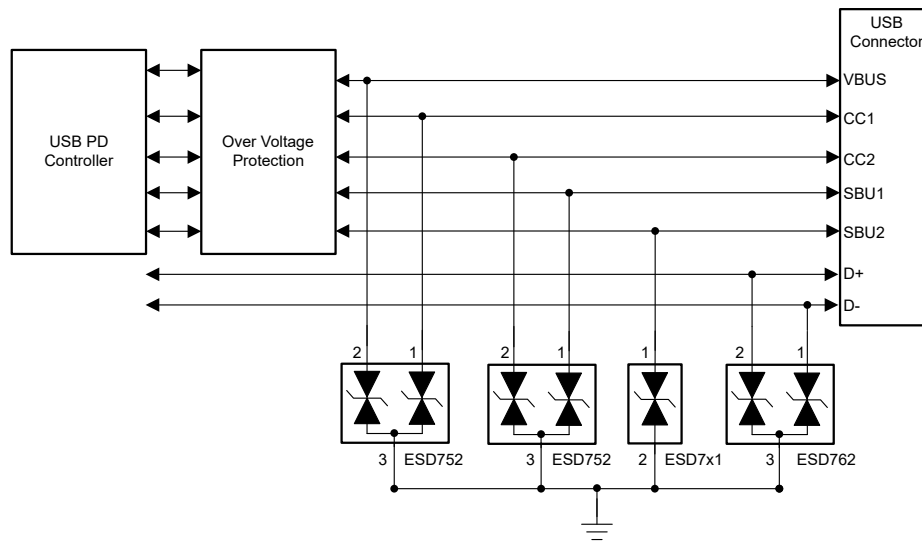 USB
Connector
USB PD
Controller
Over Voltage
Protection
VBUS
CC1
CC2
SBU1
SBU2
D+
D-
2
1
2
1
1
2
1
3
ESD752
3
ESD752
2
ESD7x1
3
ESD762